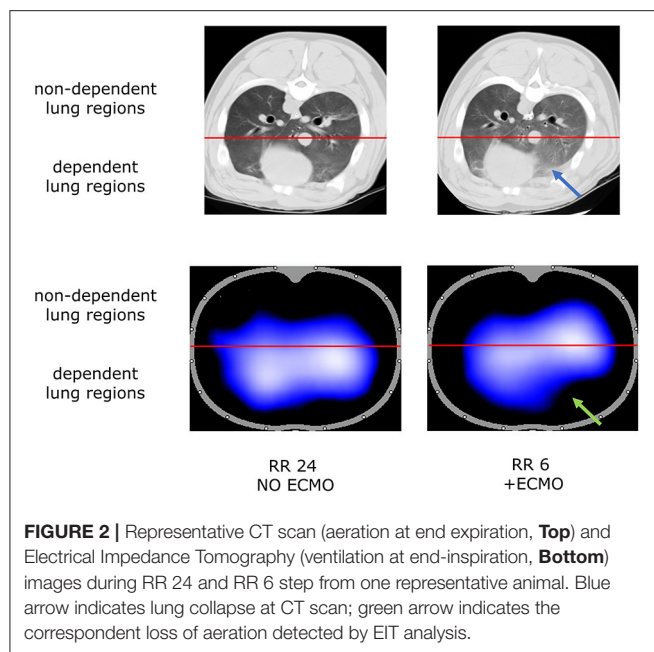 non-dependent
lung regions
dependent
lung regions
non-dependent
lung regions
dependent
lung regions
RR 24
NO ECMO
RR 6
+ECMO
FIGURE 2 | Representative CT scan (aeration at end expiration, Top) and
Electrical Impedance Tomography (ventilation at end-inspiration, Bottom)
images during RR 24 and RR 6 step from one representative animal. Blue
arrow indicates lung collapse at CT scan; green arrow indicates the
correspondent loss of aeration detected by EIT analysis.